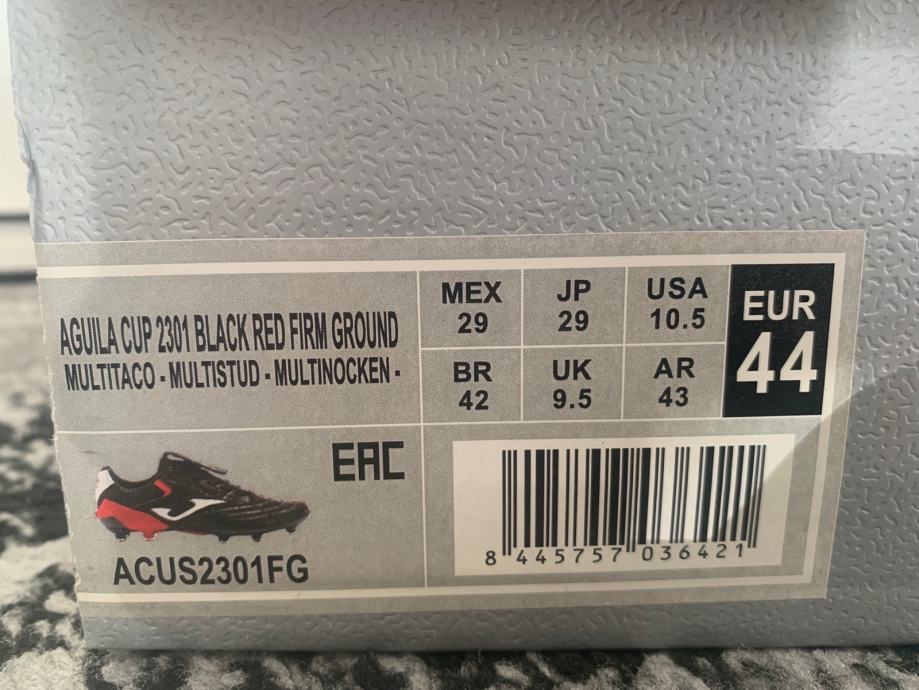 AGUILA CUP 2301 BLACK RED FIRM GROUND
MULTITACO - MULTISTUD - MULTINOCKEN -
MEX
29
JP
29
USA
10.5
BR
42
UK
9.5
AR
43
EUR
44
EAC
ACUS2301FG
8 445757 036421